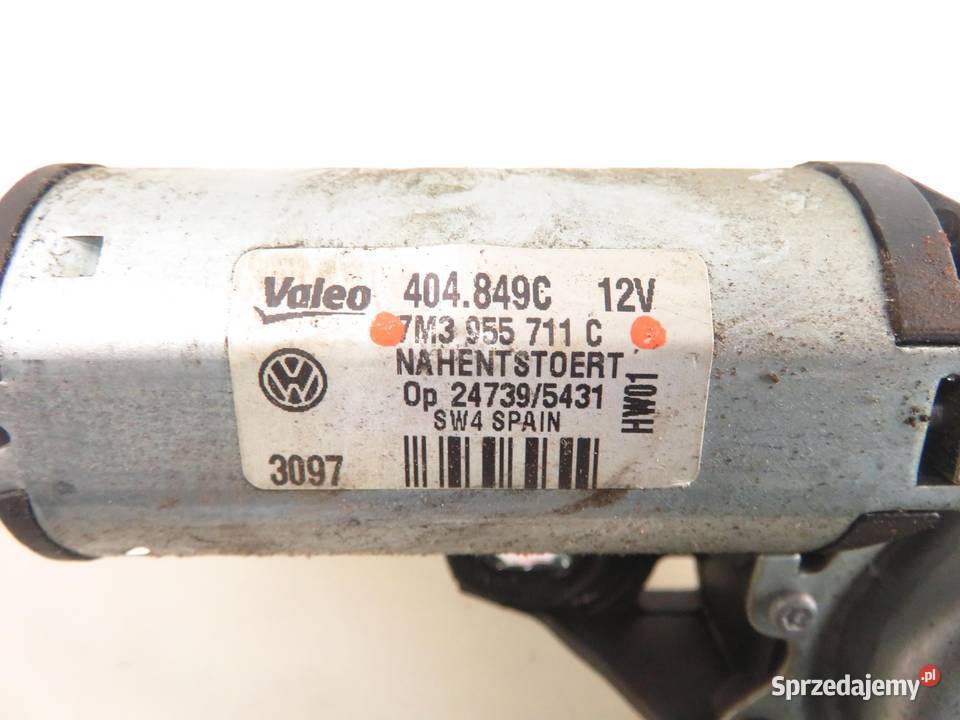 Valeo 404.849C 12V
7M3 955 711 C
NAHENTSTOERT
Op 24739/5431
SW4 SPAIN
HW01
3097
Sprzedajemy.pl